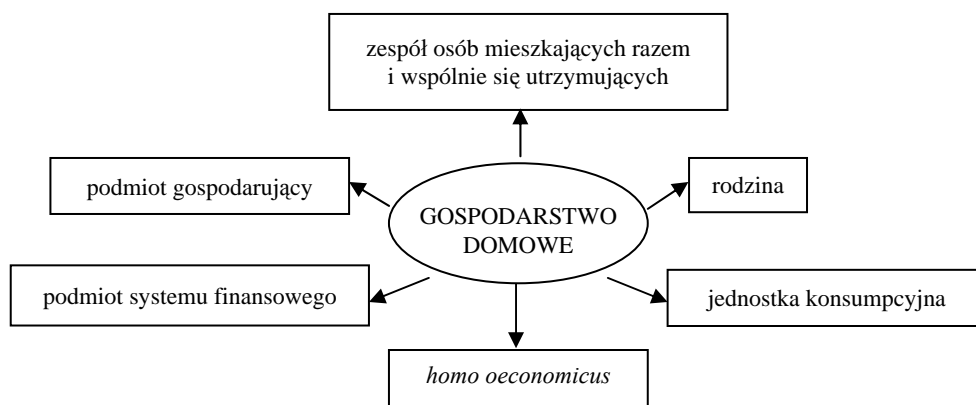 zespół osób mieszkających razem
i wspólnie się utrzymujących
podmiot gospodarujący
rodzina
GOSPODARSTWO
DOMOWE
podmiot systemu finansowego
jednostka konsumpcyjna
homo oeconomicus